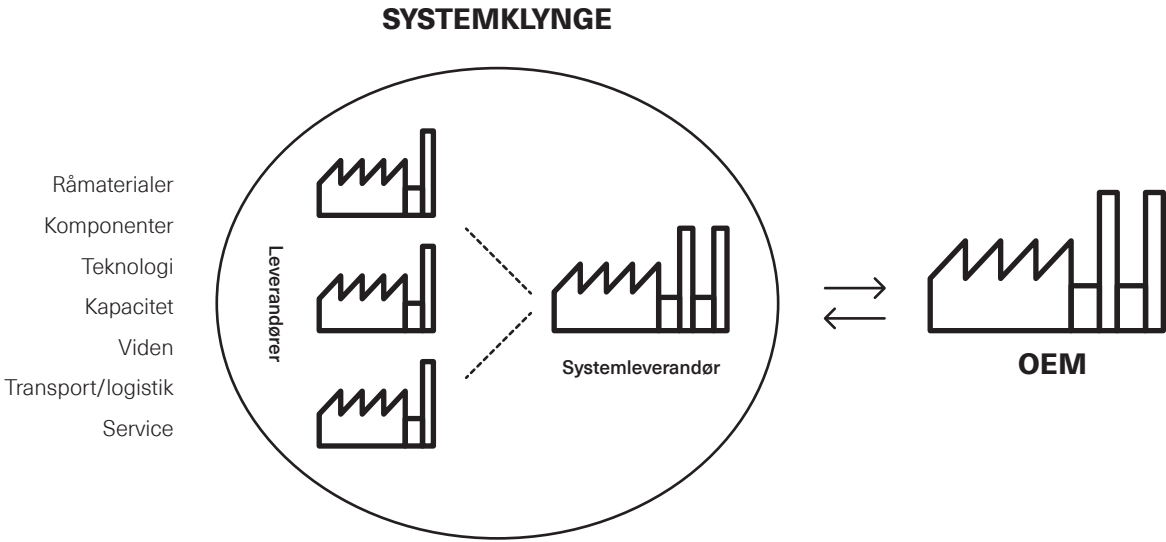 SYSTEMKLYNGE
Råmaterialer
Komponenter
Teknologi
Kapacitet
Viden
Transport/logistik
Service
Leverandører
Systemleverandør
OEM